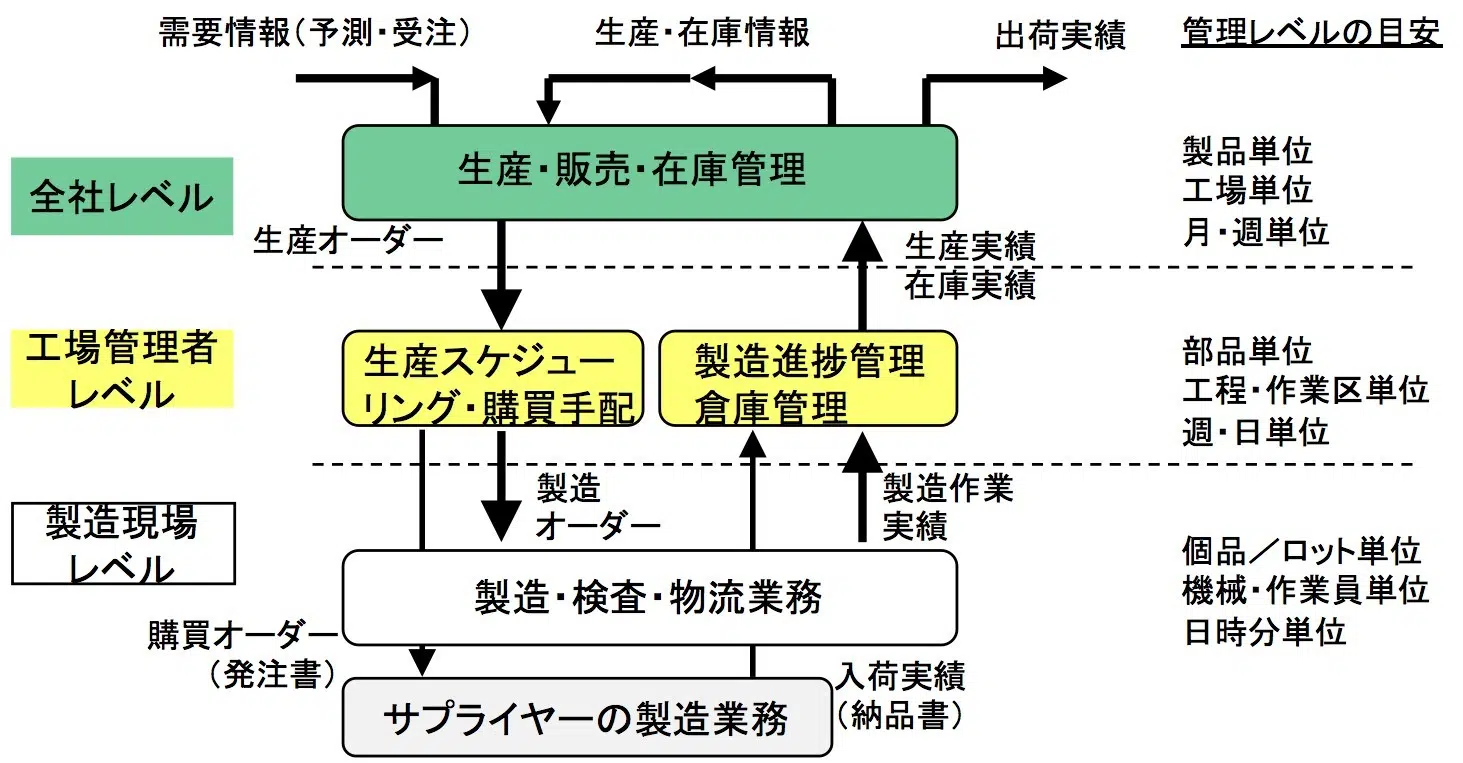 需要情報(予測・受注)
生産・在庫情報
出荷実績
管理レベルの目安
全社レベル
生産・販売・在庫管理
製品単位
工場単位
月・週単位
生産オーダー
生産実績
在庫実績
工場管理者
レベル
生産スケジュー
リング・購買手配
製造進捗管理
倉庫管理
部品単位
工程・作業区単位
週・日単位
製造
オーダー
製造作業
実績
製造現場
レベル
製造・検査・物流業務
個品／ロット単位
機械・作業員単位
日時分単位
購買オーダー
(発注書)
サプライヤーの製造業務
入荷実績
(納品書)